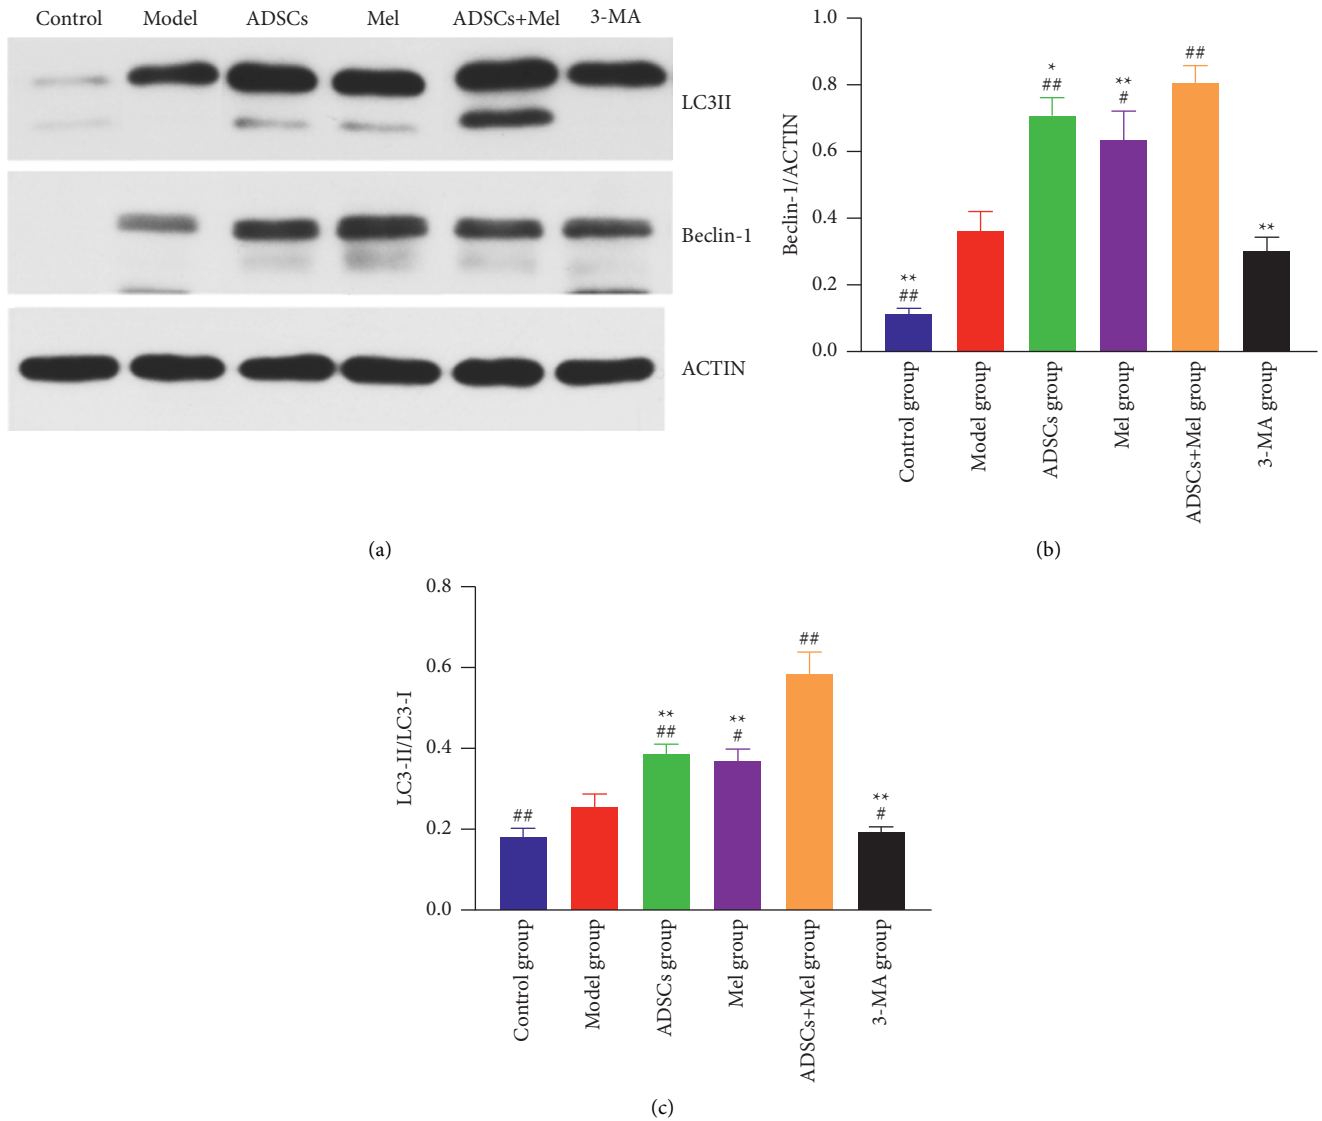 Control Model ADSCs Mel ADSCs+Mel 3-MA
LC3II
Beclin-1
ACTIN
(a)
Beclin-1/ACTIN
1.0
0.8
0.6
0.4
0.2
0.0
**
##
*
##
**
#
##
**
Control group
Model group
ADSCs group
Mel group
ADSCs+Mel group
3-MA group
(b)
LC3-II/LC3-I
0.8
0.6
0.4
0.2
0.0
##
**
##
**
#
##
**
#
Control group
Model group
ADSCs group
Mel group
ADSCs+Mel group
3-MA group
(c)